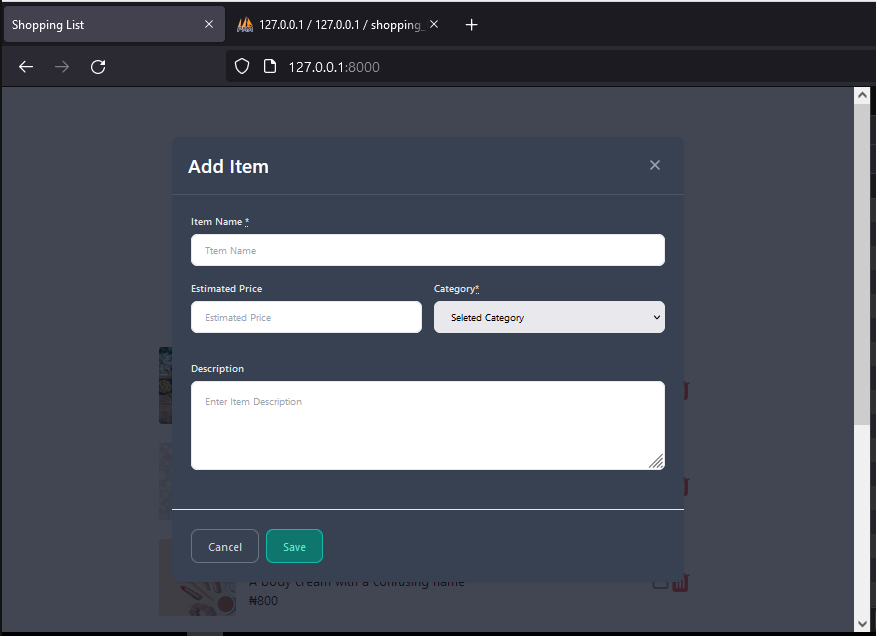 Shopping List
127.0.0.1 / 127.0.0.1 / shopping_
127.0.0.1:8000
Add Item
Item Name *
Ttem Name
Estimated Price
Category*
Estimated Price
Seleted Category
Description
Enter Item Description
Cancel
Save
A body cream with a confusing name
₦800